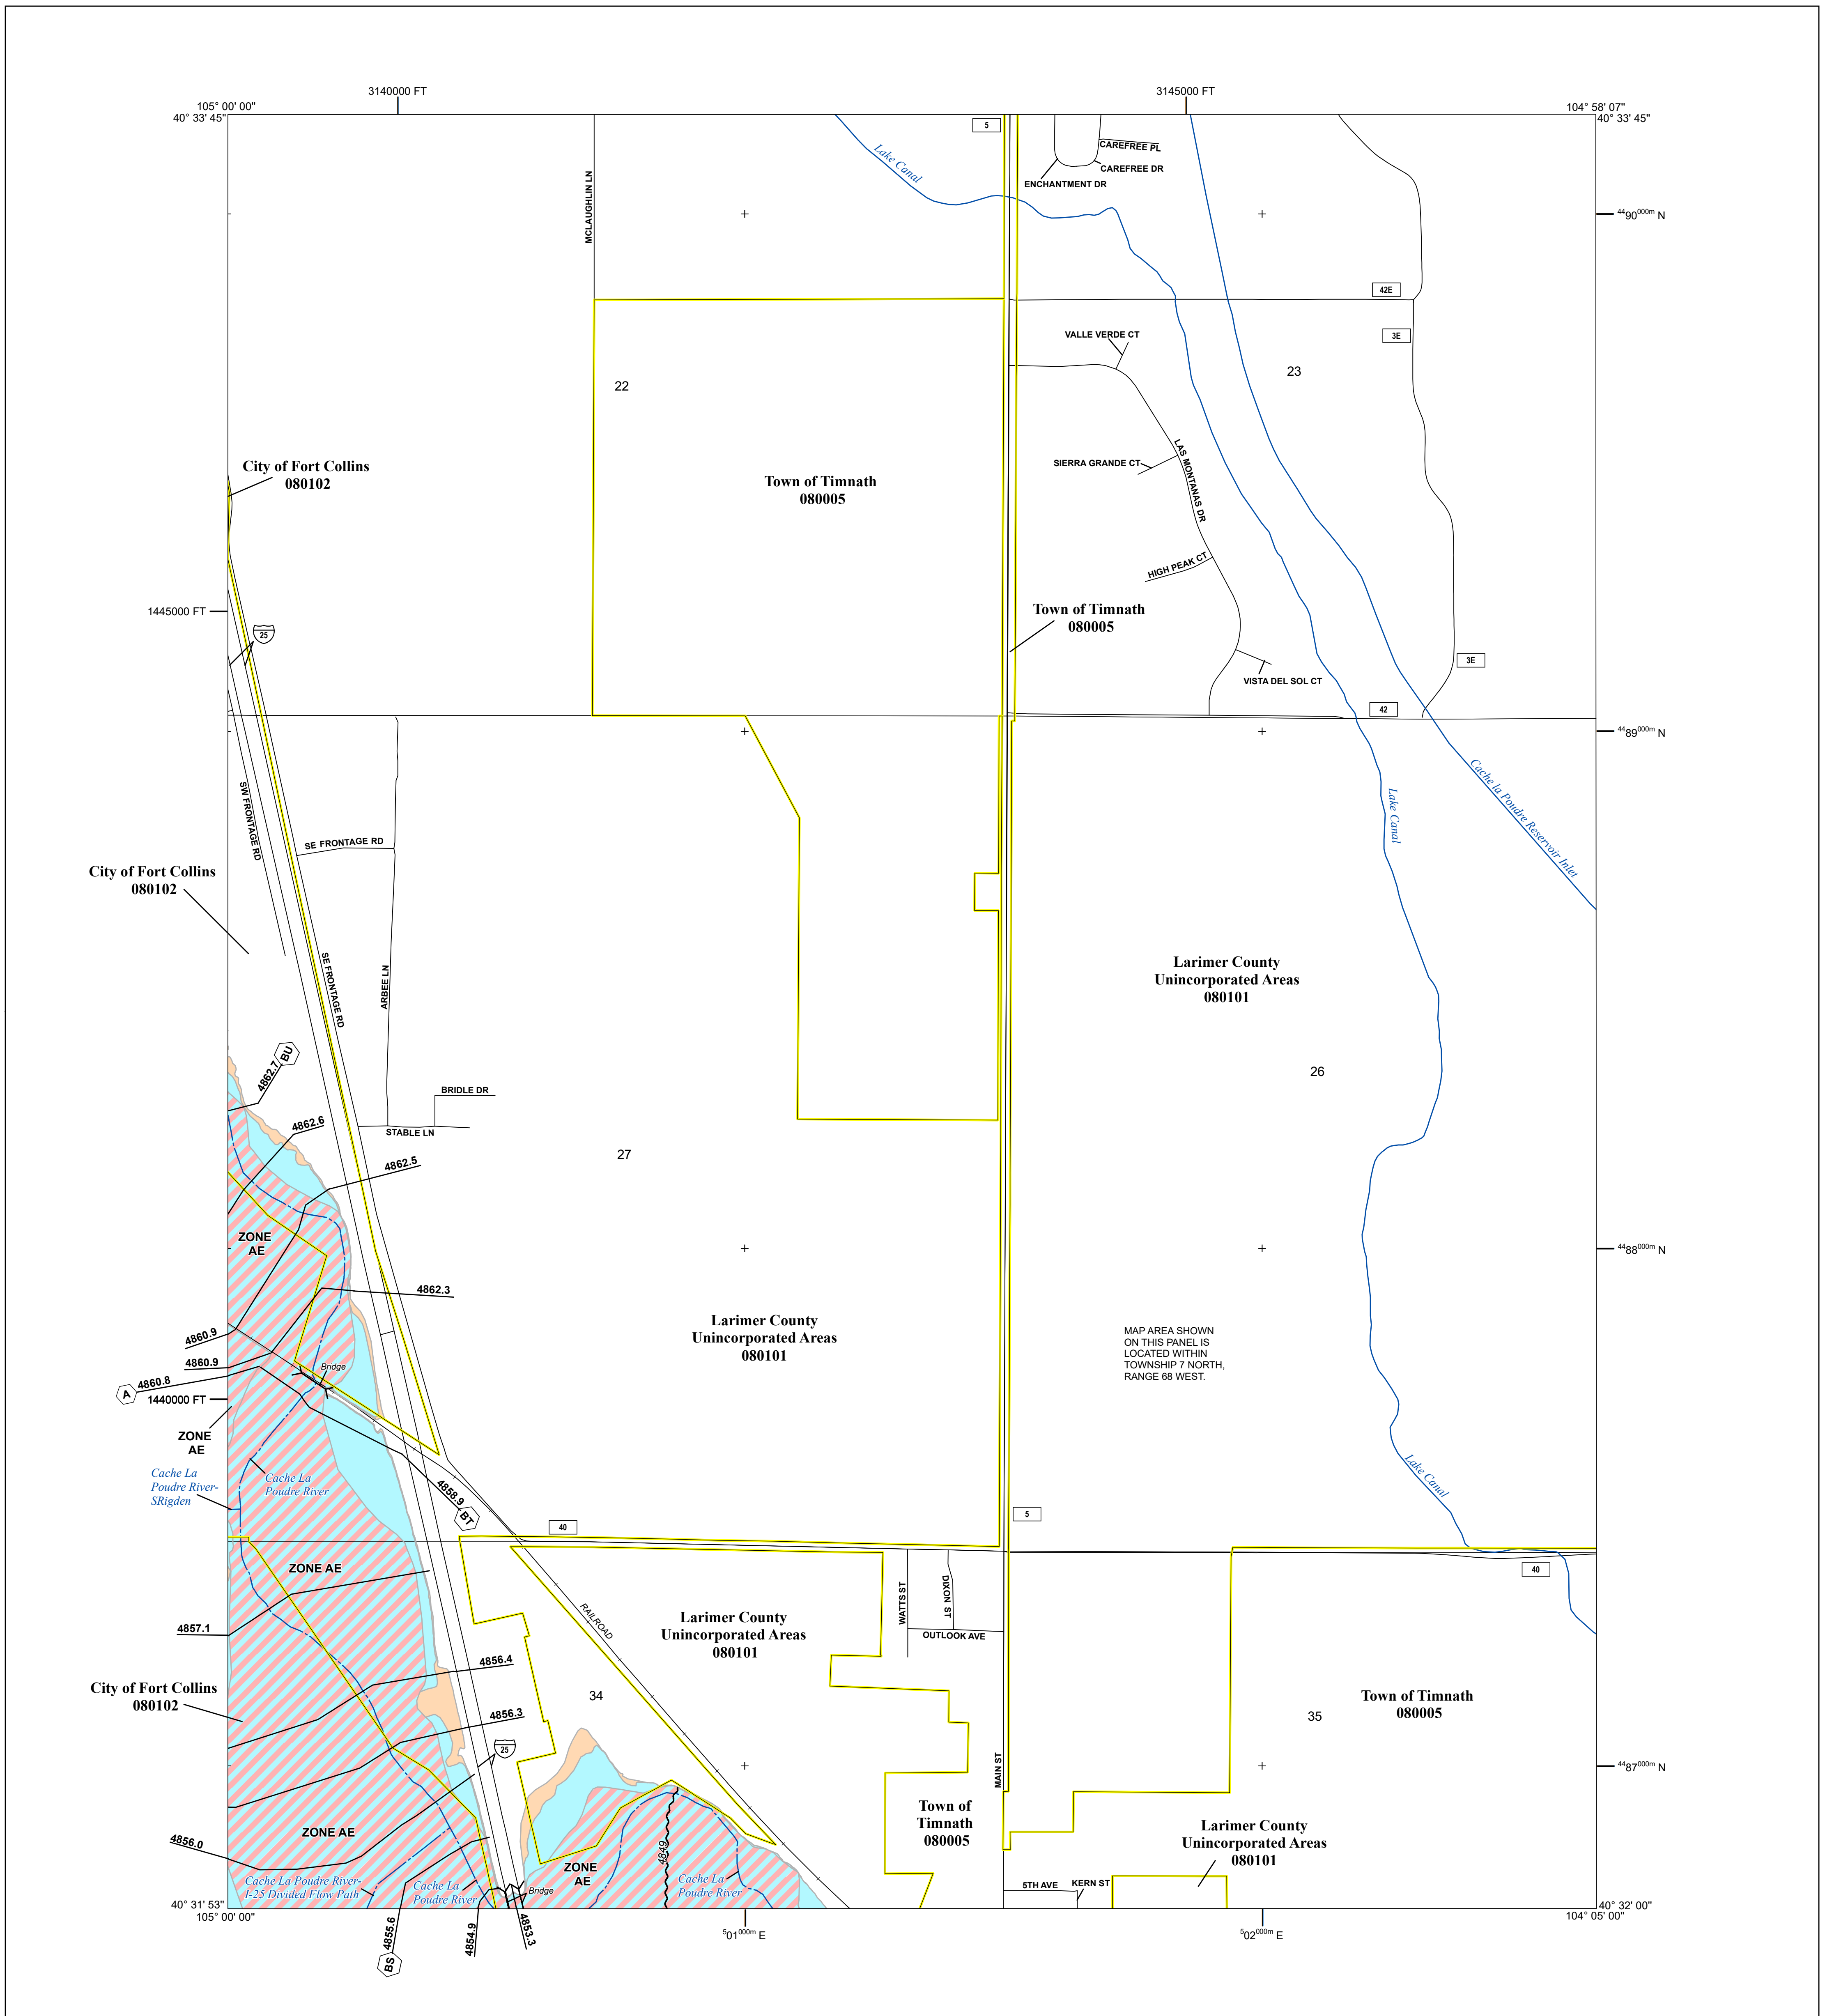 3140000 FT
3145000 FT
105° 00' 00"
40° 33' 45"
104° 58' 07"
40° 33' 45"
5
Lake Canal
CAREFREE PL
CAREFREE DR
ENCHANTMENT DR
MCLAUGHLIN LN
4490000m N
42E
3E
VALLE VERDE CT
22
23
City of Fort Collins
080102
Town of Timnath
080005
SIERRA GRANDE CT
LAS MONTANAS DR
HIGH PEAK CT
1445000 FT
25
Town of Timnath
080005
3E
VISTA DEL SOL CT
42
4489000m N
SW FRONTAGE RD
SE FRONTAGE RD
Lake Canal
Cache la Poudre Reservoir Inlet
City of Fort Collins
080102
SE FRONTAGE RD
ARBEE LN
Larimer County
Unincorporated Areas
080101
26
4862.7
BU
BRIDLE DR
4862.6
STABLE LN
27
4862.5
ZONE
AE
4488000m N
4862.3
Larimer County
Unincorporated Areas
080101
MAP AREA SHOWN
ON THIS PANEL IS
LOCATED WITHIN
TOWNSHIP 7 NORTH,
RANGE 68 WEST.
4860.9
4860.9
Bridge
A
4860.8
1440000 FT
ZONE
AE
Cache La
Poudre River-
SRigden
Cache La
Poudre River
4858.9
BT
Lake Canal
40
5
ZONE AE
40
WATTS ST
DIXON ST
RAILROAD
OUTLOOK AVE
Larimer County
Unincorporated Areas
080101
4857.1
4856.4
City of Fort Collins
080102
34
4856.3
35
Town of Timnath
080005
25
4487000m N
MAIN ST
Town of
Timnath
080005
Larimer County
Unincorporated Areas
080101
ZONE AE
4856.0
4849
ZONE
AE
Cache La Poudre River-
I-25 Divided Flow Path
Cache La
Poudre River
Bridge
Cache La
Poudre River
5TH AVE
KERN ST
40° 31' 53"
105° 00' 00"
40° 32' 00"
104° 05' 00"
4855.6
BS
4854.9
4853.3
501000m E
502000m E